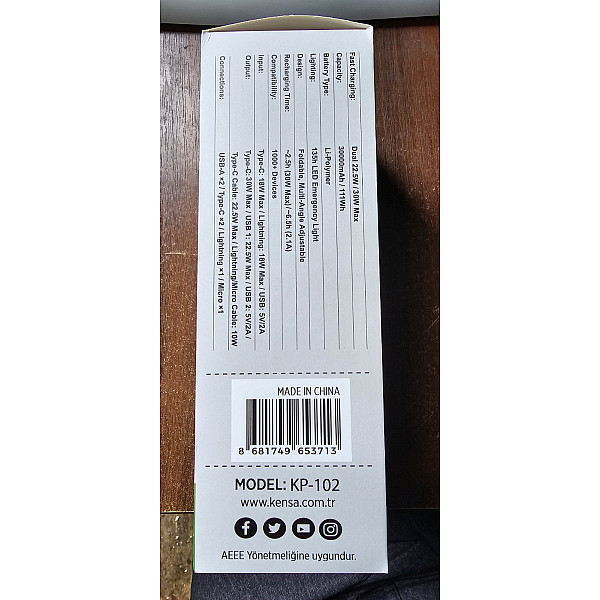 Fast Charging: Dual 22.5W / 30W Max
Capacity: 30000mAh / 111Wh
Battery Type: Li-Polymer
Lighting: 135h LED Emergency Light
Design: Foldable, Multi-Angle Adjustable
Recharging Time: ~2.5h (30W Max)/~6.5h (2.1A)
Compatibility: 1000+ Devices
Input: Type-C: 18W Max / Lightning: 18W Max / USB: 5V/2A
Output: Type-C: 30W Max / USB 1: 22.5W Max / USB 2: 5V/2A /
Type-C Cable: 22.5W Max / Lightning/Micro Cable: 10W
Connections: USB-A ×2 / Type-C ×2 / Lightning ×1 / Micro ×1
MADE IN CHINA
8 681749 653713
MODEL: KP-102
www.kensa.com.tr
AEEE Yönetmeliğine uygundur.